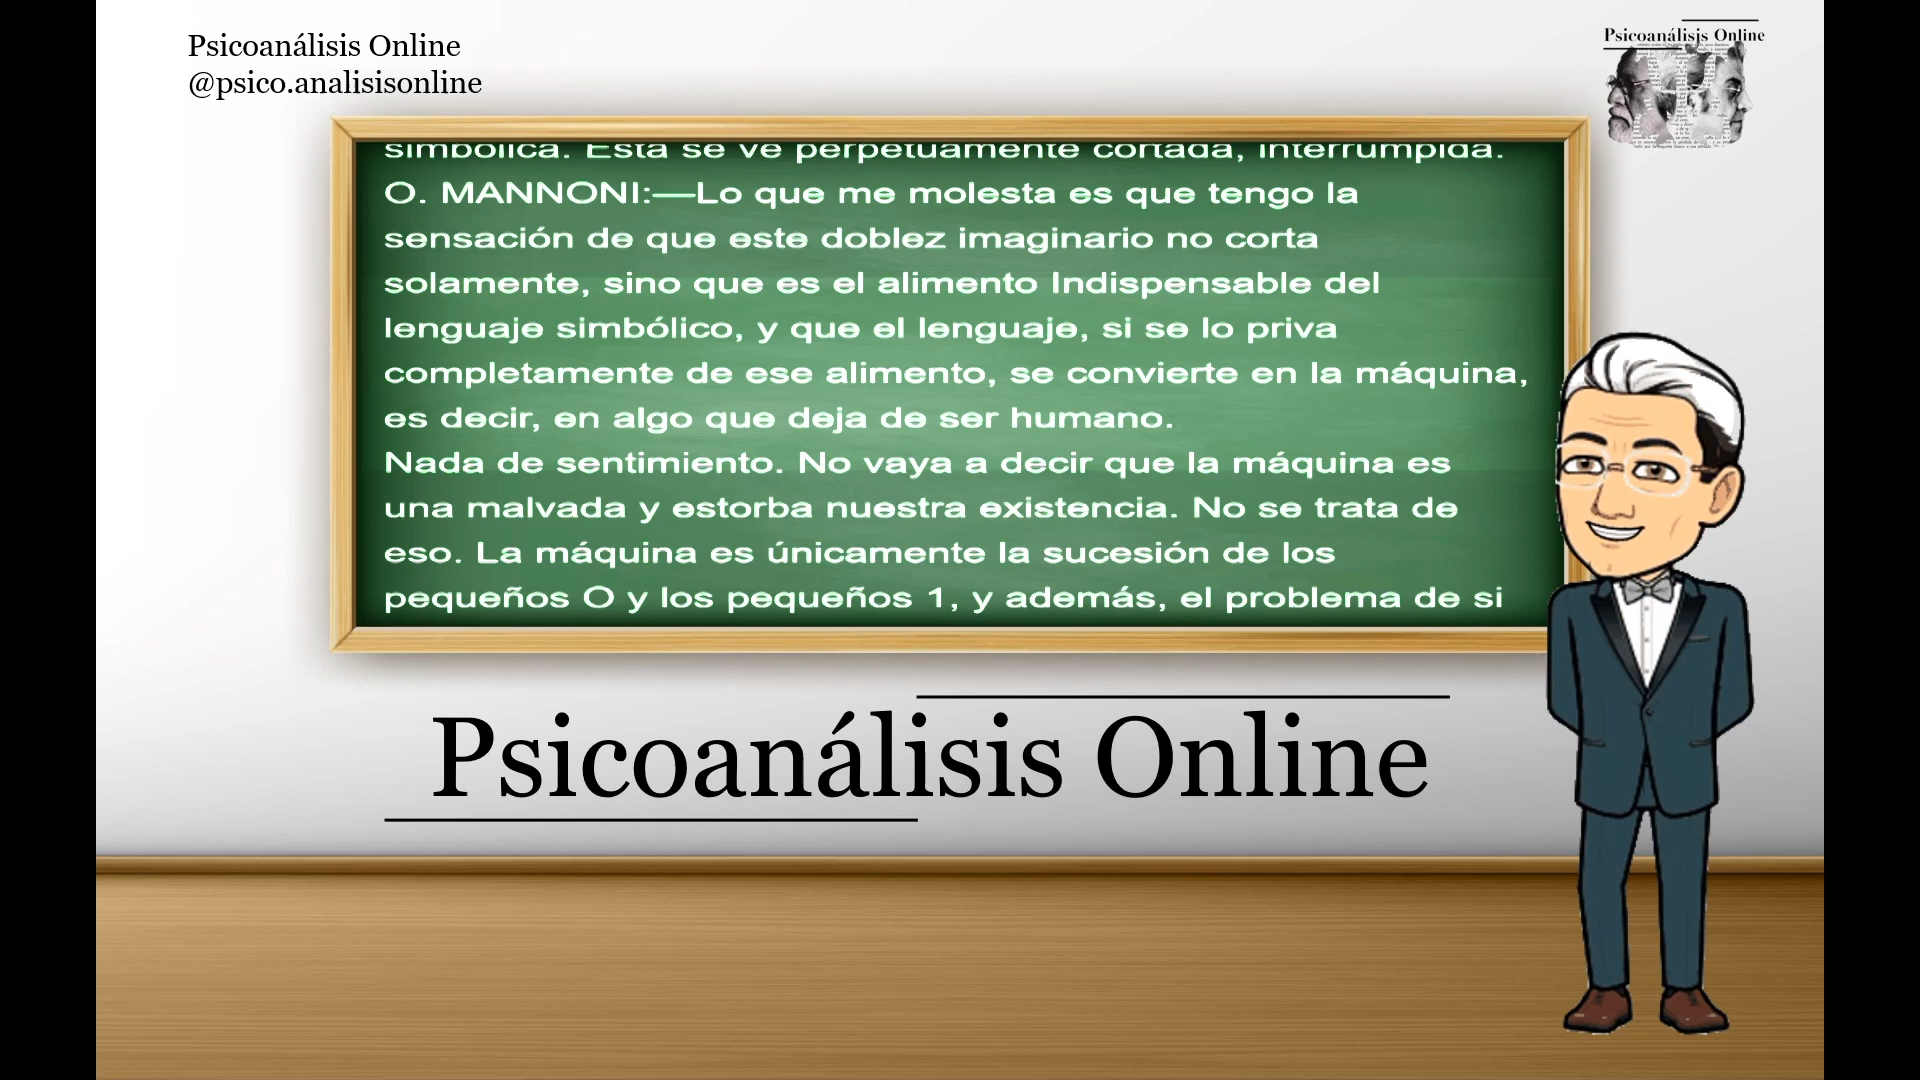 Psicoanálisis Online
@psico.analisisonline
Psicoanálisis Online
simbólica. Esta se ve perpetuamente cortada, interrumpida.
O. MANNONI:—Lo que me molesta es que tengo la
sensación de que este doblez imaginario no corta
solamente, sino que es el alimento Indispensable del
lenguaje simbólico, y que el lenguaje, si se lo priva
completamente de ese alimento, se convierte en la máquina,
es decir, en algo que deja de ser humano.
Nada de sentimiento. No vaya a decir que la máquina es
una malvada y estorba nuestra existencia. No se trata de
eso. La máquina es únicamente la sucesión de los
pequeños O y los pequeños 1, y además, el problema de si
Psicoanálisis Online